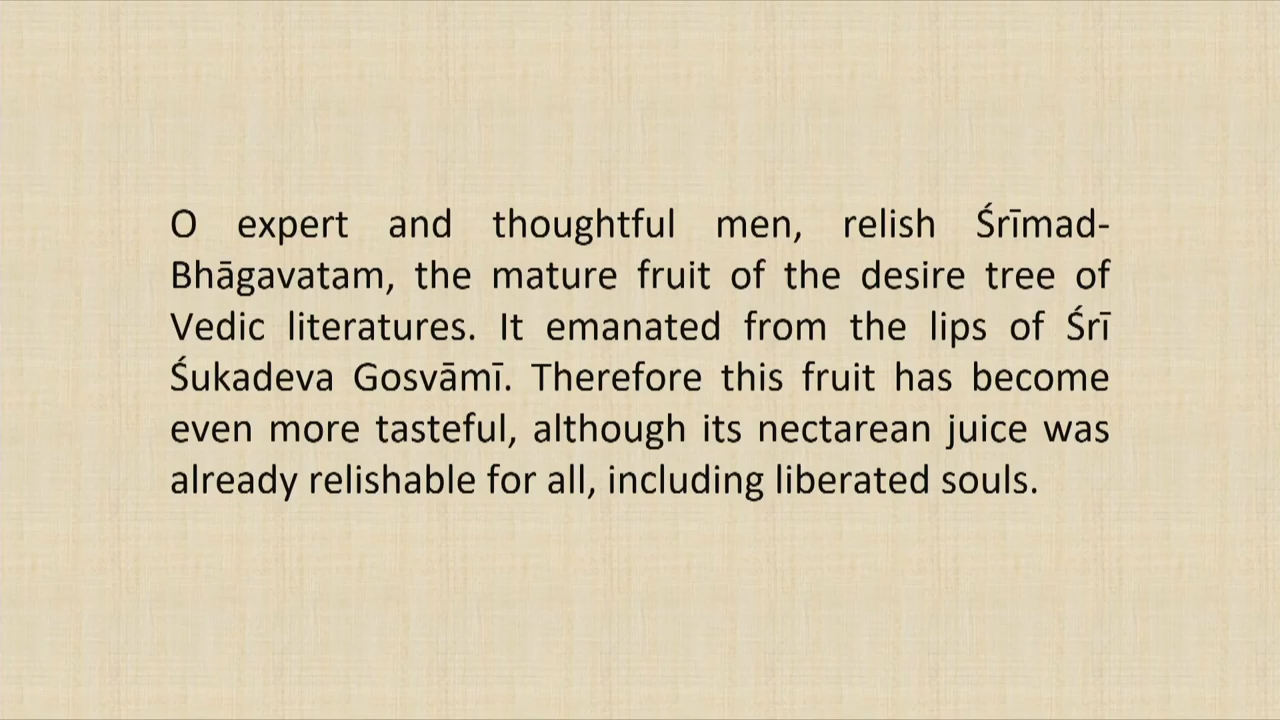 O expert and thoughtful men, relish Śrīmad-
Bhāgavatam, the mature fruit of the desire tree of
Vedic literatures. It emanated from the lips of Śrī
Śukadeva Gosvāmī. Therefore this fruit has become
even more tasteful, although its nectarean juice was
already relishable for all, including liberated souls.